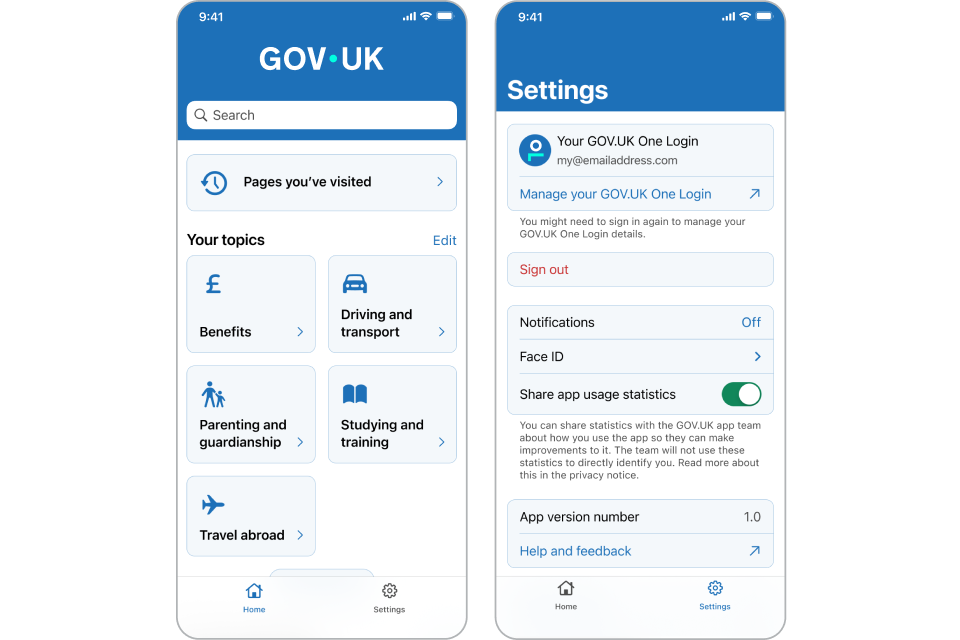 9:41
GOV·UK
Search
Pages you’ve visited
Your topics
Edit
Benefits
Driving and
transport
Parenting and
guardianship
Studying and
training
Travel abroad
Home
Settings
9:41
Settings
Your GOV.UK One Login
my@emailaddress.com
Manage your GOV.UK One Login
You might need to sign in again to manage your
GOV.UK One Login details.
Sign out
Notifications
Off
Face ID
Share app usage statistics
You can share statistics with the GOV.UK app team
about how you use the app so they can make
improvements to it. The team will not use these
statistics to directly identify you. Read more about
this in the privacy notice.
App version number
1.0
Help and feedback
Home
Settings